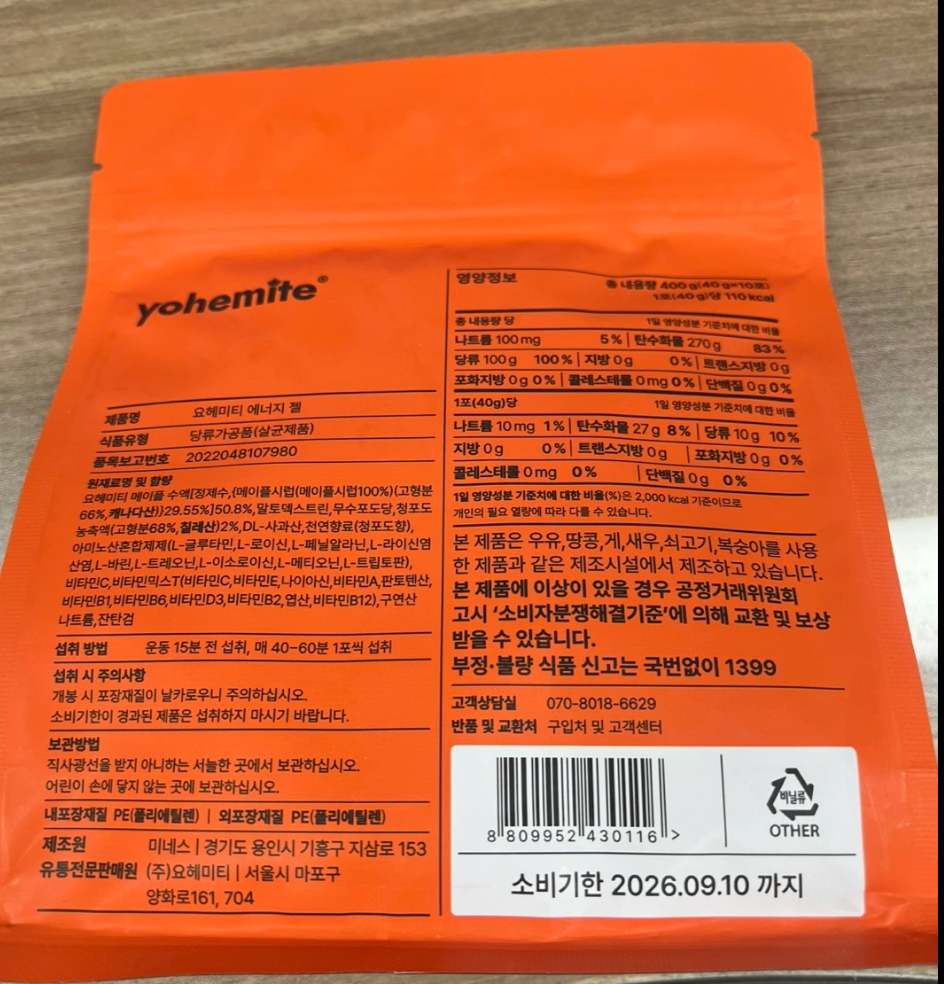 yohemite®
제품명 요헤미티 에너지 젤
식품유형 당류가공품(살균제품)
품목보고번호 2022048107980
원재료명 및 함량
요헤미티 메이플 수액[정제수,{메이플시럽(메이플시럽100%)(고형분
66%,캐나다산)}29.55%]50.8%,말토덱스트린,무수포도당,청포도
농축액(고형분68%,칠레산)2%,DL-사과산,천연향료(청포도향),
아미노산혼합제제(L-글루타민,L-로이신,L-페닐알라닌,L-라이신염
산염,L-바린,L-트레오닌,L-이소로이신,L-메티오닌,L-트립토판),
비타민C,비타민믹스T(비타민C,비타민E,나이아신,비타민A,판토텐산,
비타민B1,비타민B6,비타민D3,비타민B2,엽산,비타민B12),구연산
나트륨,잔탄검
섭취 방법 운동 15분 전 섭취, 매 40-60분 1포씩 섭취
섭취 시 주의사항
개봉 시 포장재질이 날카로우니 주의하십시오.
소비기한이 경과된 제품은 섭취하지 마시기 바랍니다.
보관방법
직사광선을 받지 아니하는 서늘한 곳에서 보관하십시오.
어린이 손에 닿지 않는 곳에 보관하십시오.
내포장재질 PE(폴리에틸렌) | 외포장재질 PE(폴리에틸렌)
제조원 미네스 | 경기도 용인시 기흥구 지삼로 153
유통전문판매원 (주)요헤미티 | 서울시 마포구
양화로161, 704
영양정보 총 내용량 400g(40g×10포)
1포(40g)당 110kcal
총 내용량 당 1일 영양성분 기준치에 대한 비율
나트륨 100mg 5% | 탄수화물 270g 83%
당류 100g 100% | 지방 0g 0% | 트랜스지방 0g
포화지방 0g 0% | 콜레스테롤 0mg 0% | 단백질 0g 0%
1포(40g)당 1일 영양성분 기준치에 대한 비율
나트륨 10mg 1% | 탄수화물 27g 8% | 당류 10g 10%
지방 0g 0% | 트랜스지방 0g | 포화지방 0g 0%
콜레스테롤 0mg 0% | 단백질 0g 0%
1일 영양성분 기준치에 대한 비율(%)은 2,000 kcal 기준이므로
개인의 필요 열량에 따라 다를 수 있습니다.
본 제품은 우유,땅콩,게,새우,쇠고기,복숭아를 사용
한 제품과 같은 제조시설에서 제조하고 있습니다.
본 제품에 이상이 있을 경우 공정거래위원회
고시 '소비자분쟁해결기준'에 의해 교환 및 보상
받을 수 있습니다.
부정·불량 식품 신고는 국번없이 1399
고객상담실 070-8018-6629
반품 및 교환처 구입처 및 고객센터
8 809952 430116 >
비닐류
OTHER
소비기한 2026.09.10 까지